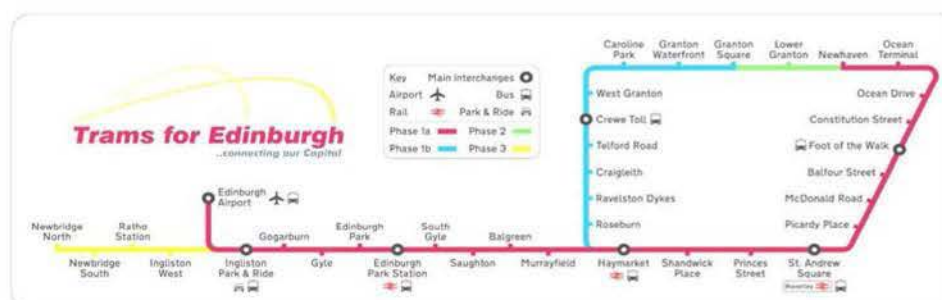 Trams for Edinburgh
...connecting our Capital
Key
Main Interchanges
Airport
Bus
Rail
Park & Ride
Phase 1a
Phase 2
Phase 1b
Phase 3
Caroline
Park
Granton
Waterfront
Granton
Square
Lower
Granton
Newhaven
Ocean
Terminal
West Granton
Crewe Toll
Telford Road
Craigleith
Ravelston Dykes
Roseburn
Ocean Drive
Constitution Street
Foot of the Walk
Balfour Street
McDonald Road
Picardy Place
Edinburgh
Airport
Newbridge
North
Ratho
Station
Gogarburn
Edinburgh
Park
South
Gyle
Balgreen
Newbridge
South
Ingliston
West
Ingliston
Park & Ride
Gyle
Edinburgh
Park Station
Saughton
Murrayfield
Haymarket
Shandwick
Place
Princes
Street
St. Andrew
Square
Waverley